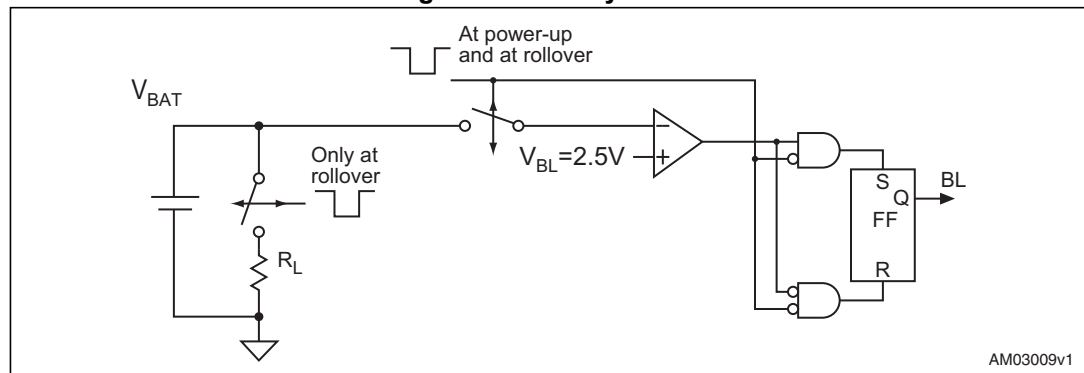 At power-up
and at rollover
VBAT
Only at
rollover
VBL=2.5V
−
+
RL
S
Q
FF
R
BL
AM03009v1